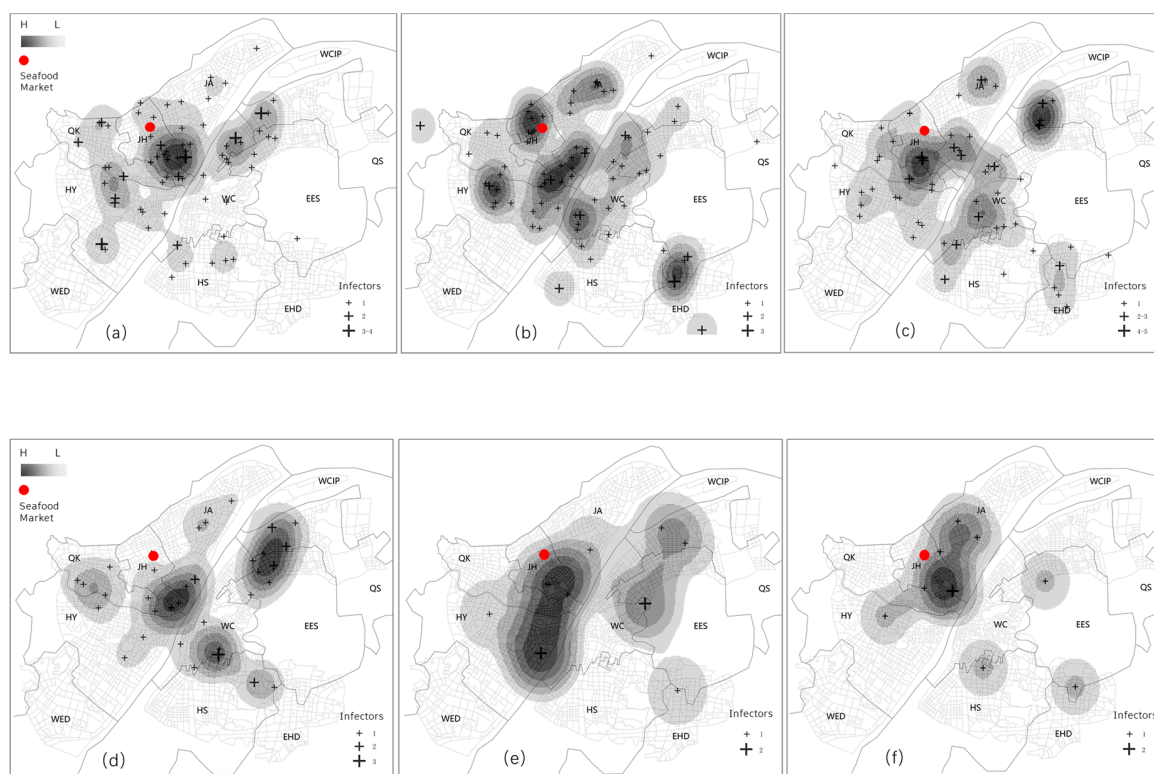 H L
Seafood
Market
WCIP
JA
QK
JH
QS
HY
WC
EES
WED
HS
EHD
Infectors
1
2
3-4
(a)
WCIP
JA
QK
JH
QS
HY
WC
EES
WED
HS
EHD
Infectors
1
2
3
(b)
WCIP
JA
QK
JH
QS
HY
WC
EES
WED
HS
EHD
Infectors
1
2-3
4-5
(c)
H L
Seafood
Market
WCIP
JA
QK
JH
QS
HY
WC
EES
WED
HS
EHD
Infectors
1
2
3
(d)
WCIP
JA
QK
JH
QS
HY
WC
EES
WED
HS
EHD
Infectors
1
2
(e)
WCIP
JA
QK
JH
QS
HY
WC
EES
WED
HS
EHD
Infectors
1
2
(f)